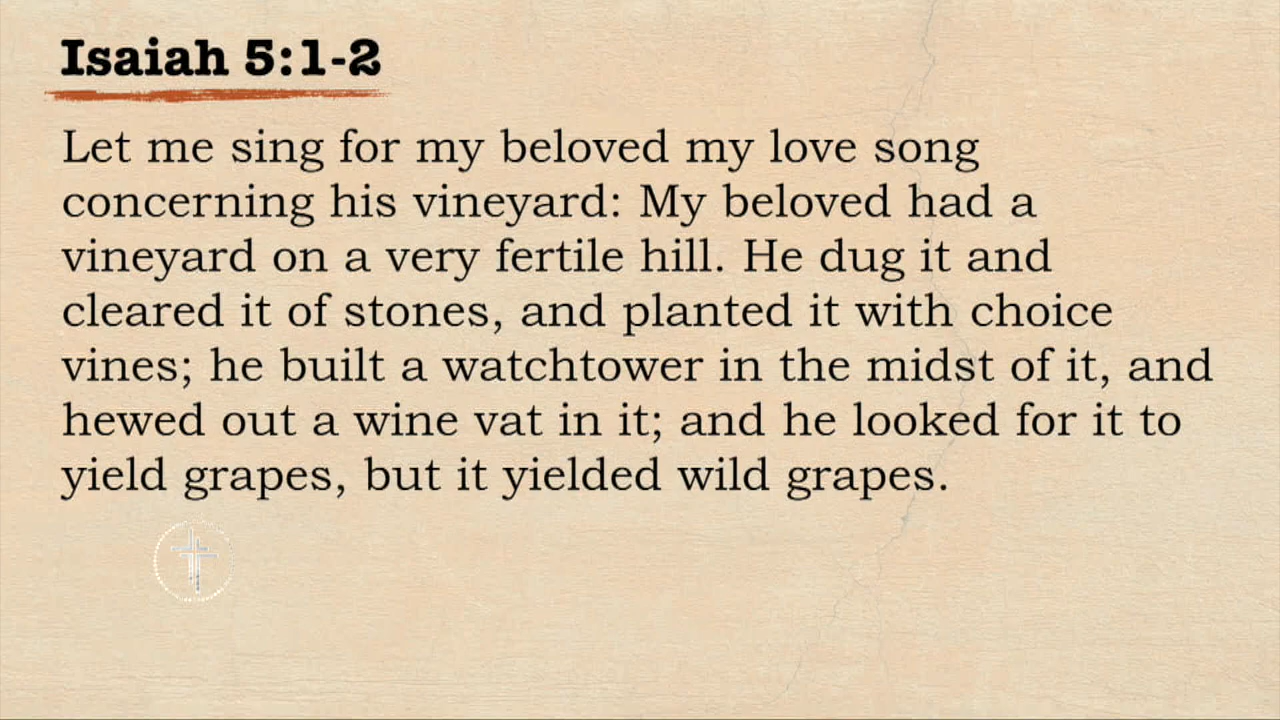 Isaiah 5:1-2
Let me sing for my beloved my love song
concerning his vineyard: My beloved had a
vineyard on a very fertile hill. He dug it and
cleared it of stones, and planted it with choice
vines; he built a watchtower in the midst of it, and
hewed out a wine vat in it; and he looked for it to
yield grapes, but it yielded wild grapes.